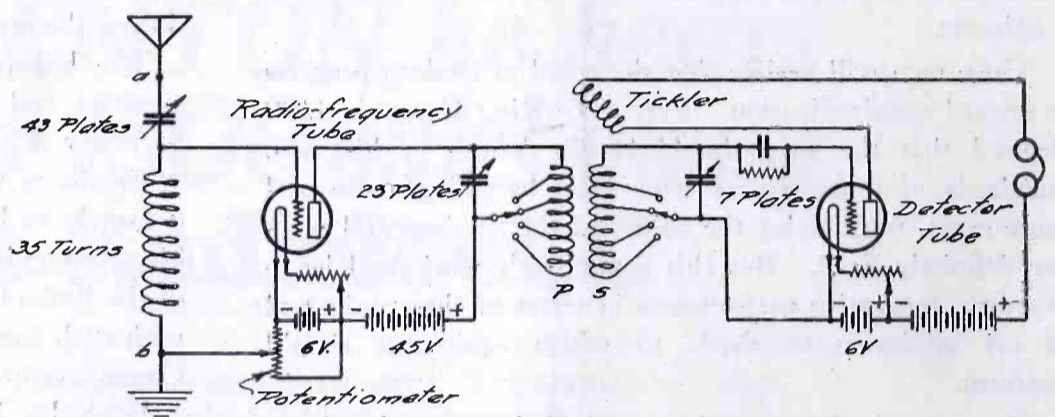 a
43 Plates
Radio-frequency
Tube
Tickler
23 Plates
7 Plates
Detector
Tube
35 Turns
P
S
- + - +
6V.
45V.
- + - +
6V
b
Potentiometer